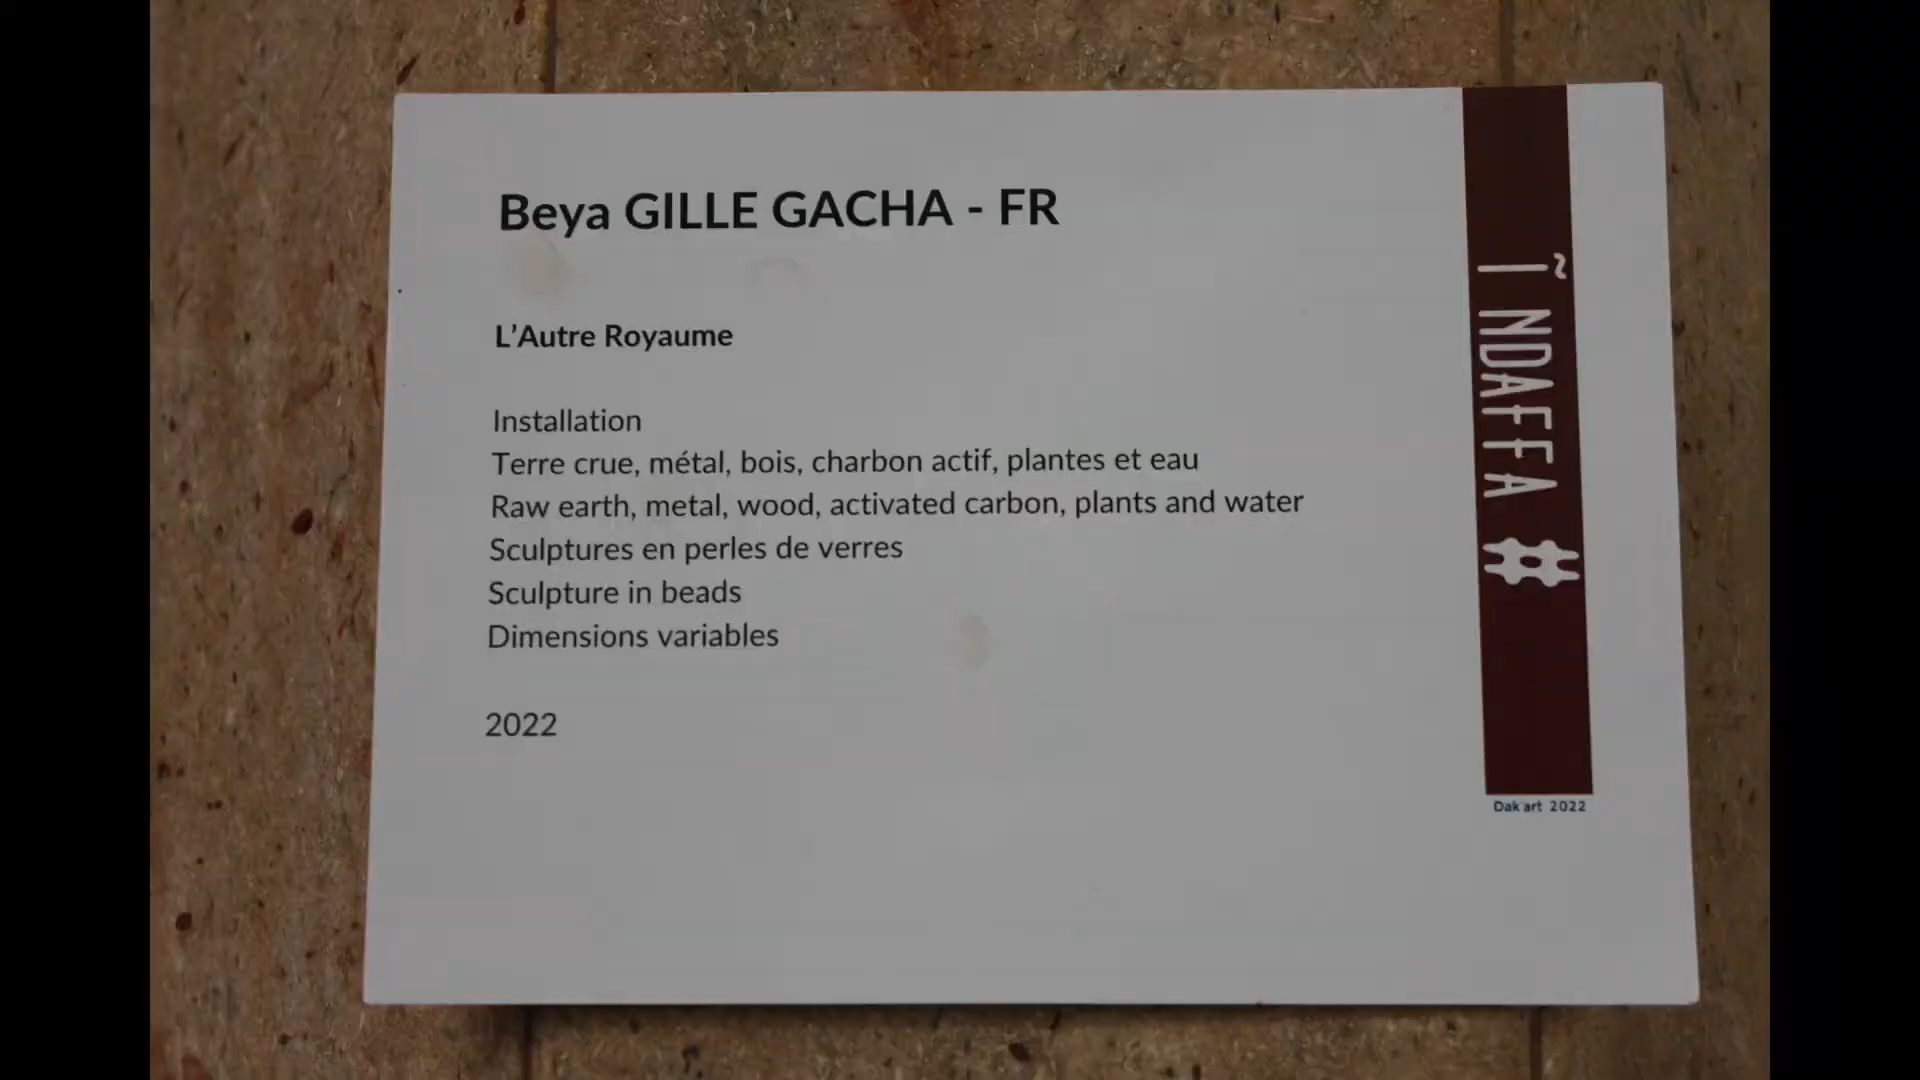 Beya GILLE GACHA - FR
L'Autre Royaume
Installation
Terre crue, métal, bois, charbon actif, plantes et eau
Raw earth, metal, wood, activated carbon, plants and water
Sculptures en perles de verres
Sculpture in beads
Dimensions variables
2022
Ĩ NDAFFA #
Dak'art 2022